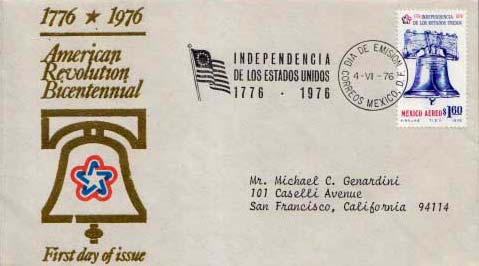 1776 ★ 1976
American
Revolution
Bicentennial
First day of issue
INDEPENDENCIA
DE LOS ESTADOS UNIDOS
1776 · 1976
DIA DE EMISION
4-VI-76
CORREOS MEXICO, D.F.
1776 1976
INDEPENDENCIA DE LOS ESTADOS UNIDOS
MEXICO AEREO $1.60
Mr. Michael C. Genardini
101 Caselli Avenue
San Francisco, California 94114